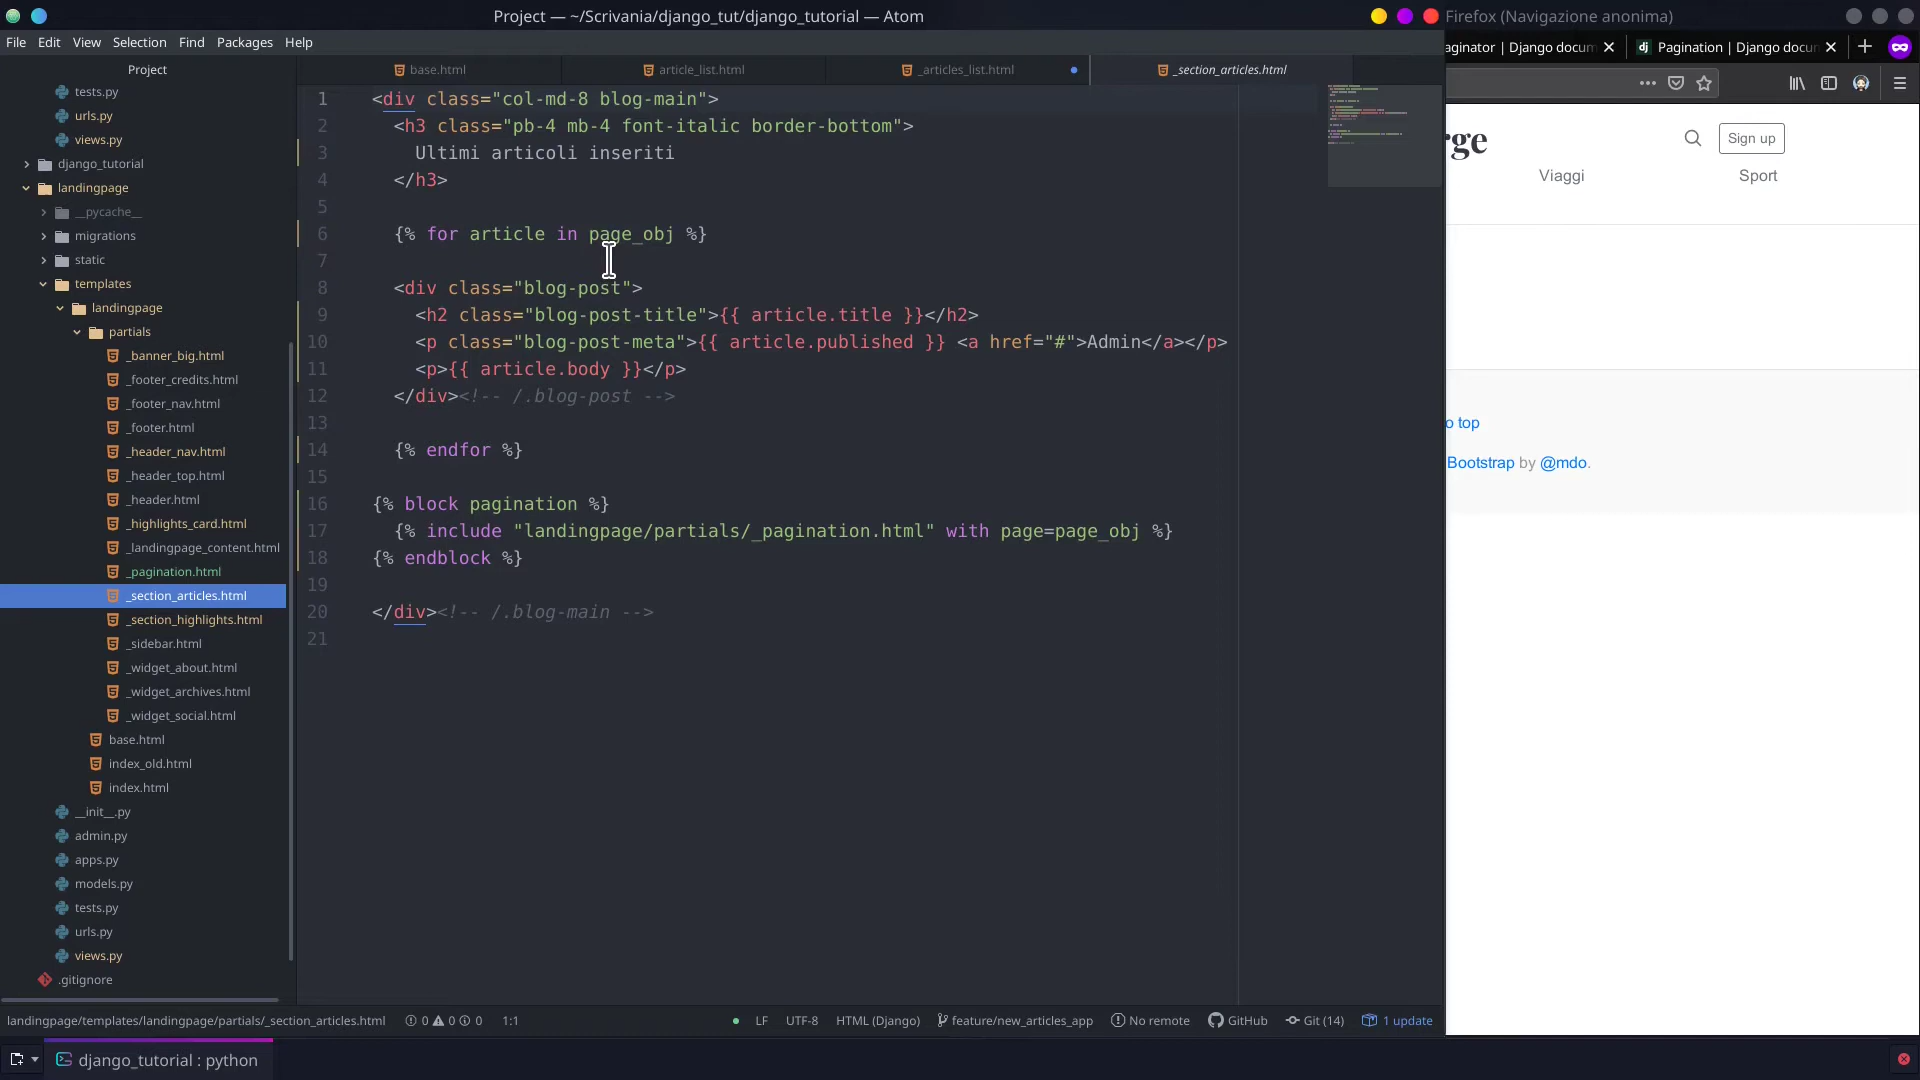 Project — ~/Scrivania/django_tut/django_tutorial — Atom
Firefox (Navigazione anonima)
File Edit View Selection Find Packages Help
aginator | Django docum
Pagination | Django docu
Project
base.html
article_list.html
_articles_list.html
_section_articles.html
tests.py
urls.py
views.py
django_tutorial
landingpage
__pycache__
migrations
static
templates
landingpage
partials
_banner_big.html
_footer_credits.html
_footer_nav.html
_footer.html
_header_nav.html
_header_top.html
_header.html
_highlights_card.html
_landingpage_content.html
_pagination.html
_section_articles.html
_section_highlights.html
_sidebar.html
_widget_about.html
_widget_archives.html
_widget_social.html
base.html
index_old.html
index.html
__init__.py
admin.py
apps.py
models.py
tests.py
urls.py
views.py
.gitignore
1 <div class="col-md-8 blog-main">
2 <h3 class="pb-4 mb-4 font-italic border-bottom">
3 Ultimi articoli inseriti
4 </h3>
5
6 {% for article in page_obj %}
7
8 <div class="blog-post">
9 <h2 class="blog-post-title">{{ article.title }}</h2>
10 <p class="blog-post-meta">{{ article.published }} <a href="#">Admin</a></p>
11 <p>{{ article.body }}</p>
12 </div><!-- /.blog-post -->
13
14 {% endfor %}
15
16 {% block pagination %}
17 {% include "landingpage/partials/_pagination.html" with page=page_obj %}
18 {% endblock %}
19
20 </div><!-- /.blog-main -->
21
rge
Sign up
Viaggi
Sport
o top
Bootstrap by @mdo.
landingpage/templates/landingpage/partials/_section_articles.html 0 0 0 1:1
LF UTF-8 HTML (Django) feature/new_articles_app No remote GitHub Git (14) 1 update
django_tutorial : python